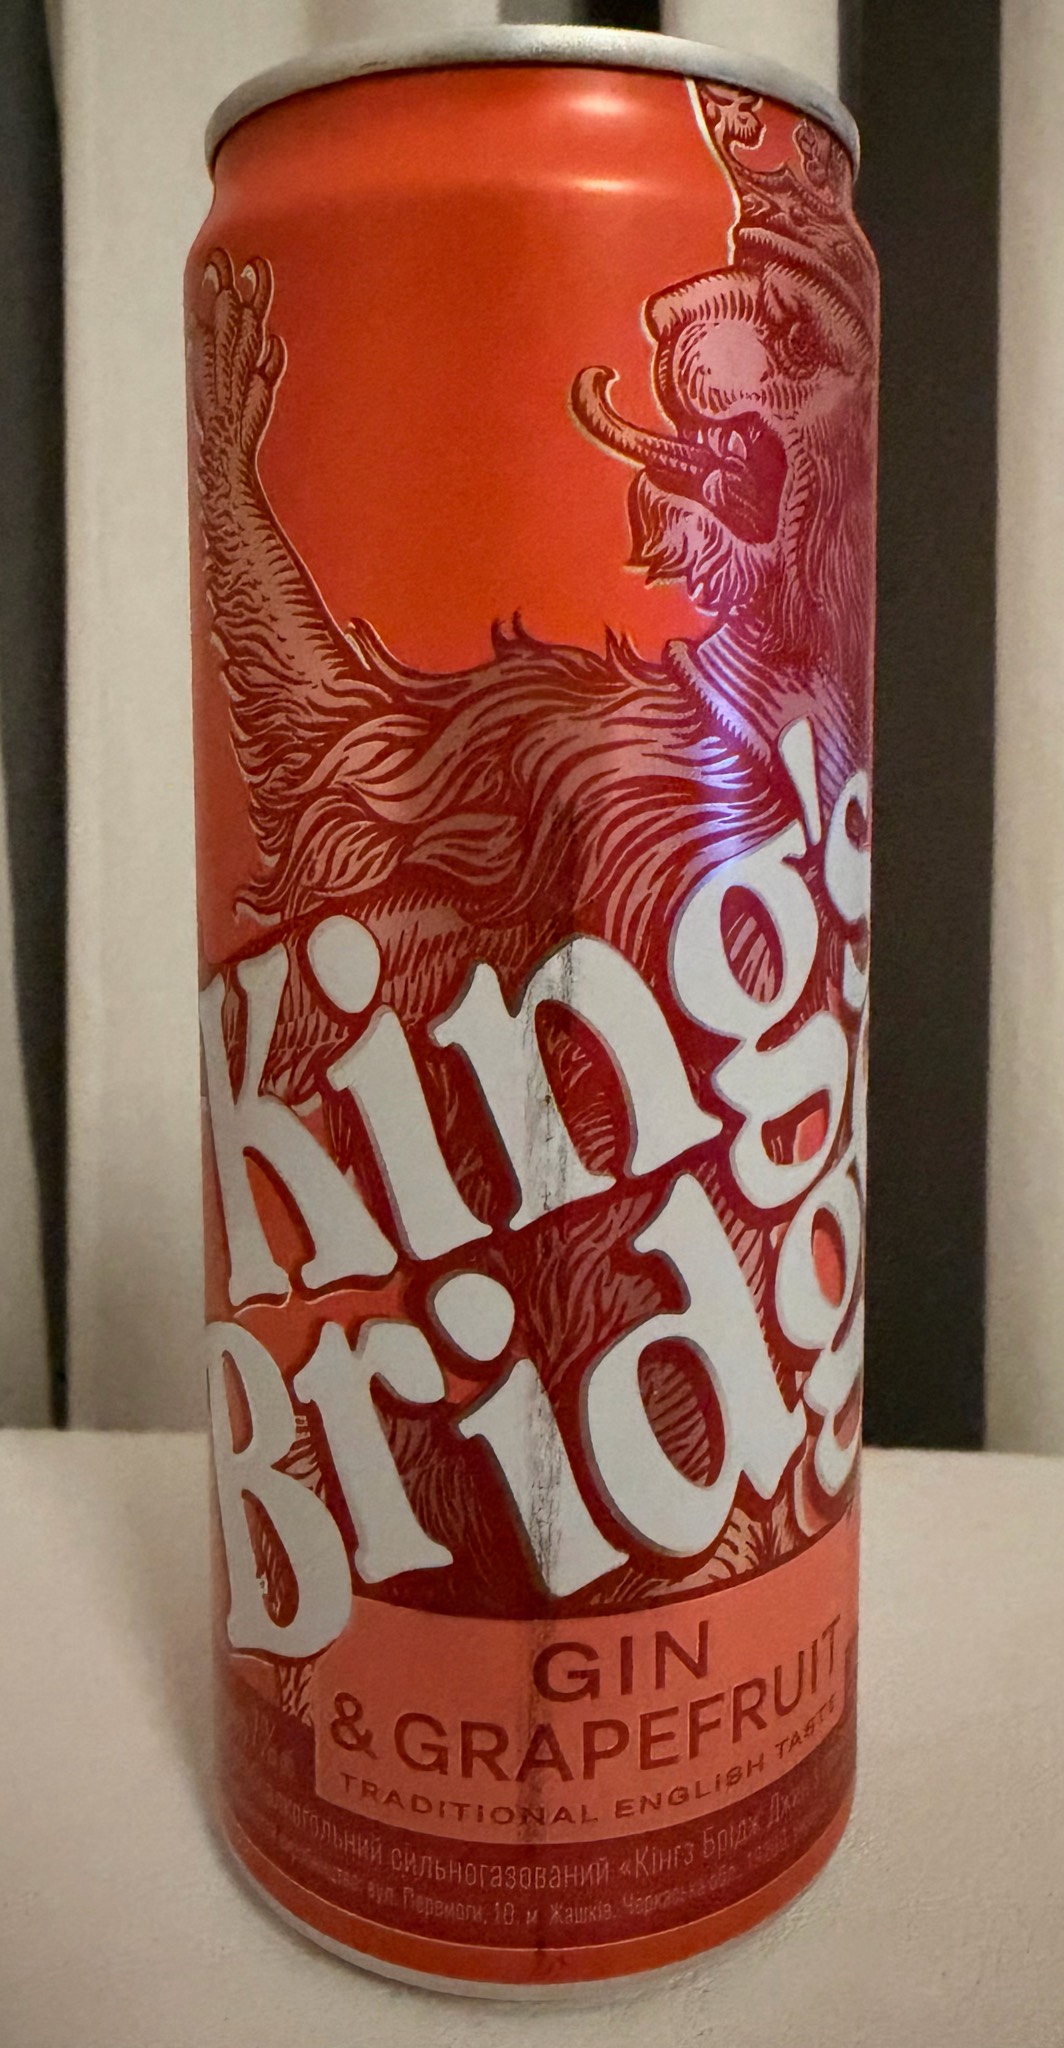 King's
Bridge
GIN
& GRAPEFRUIT
TRADITIONAL ENGLISH TASTE
сильногазований «Кінгз Брідж
вул. Перемоги, 10, м. Жашків, Черкаська обл.